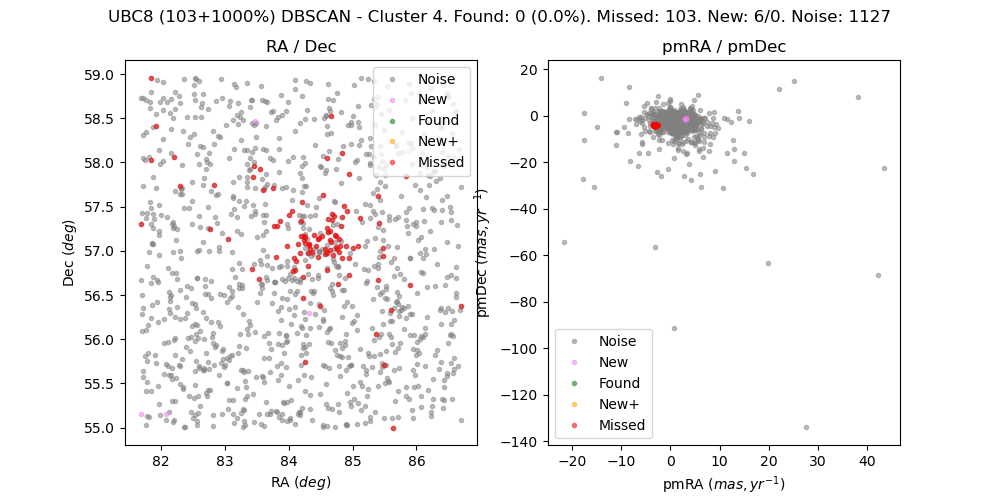 UBC8 (103+1000%) DBSCAN - Cluster 4. Found: 0 (0.0%). Missed: 103. New: 6/0. Noise: 1127
RA / Dec
59.0
58.5
58.0
57.5
57.0
56.5
56.0
55.5
55.0
Dec (deg)
82
83
84
85
86
RA (deg)
Noise
New
Found
New+
Missed
pmRA / pmDec
20
0
−20
−40
−60
−80
−100
−120
−140
pmDec (mas, yr⁻¹)
−20
−10
0
10
20
30
40
pmRA (mas, yr⁻¹)
Noise
New
Found
New+
Missed